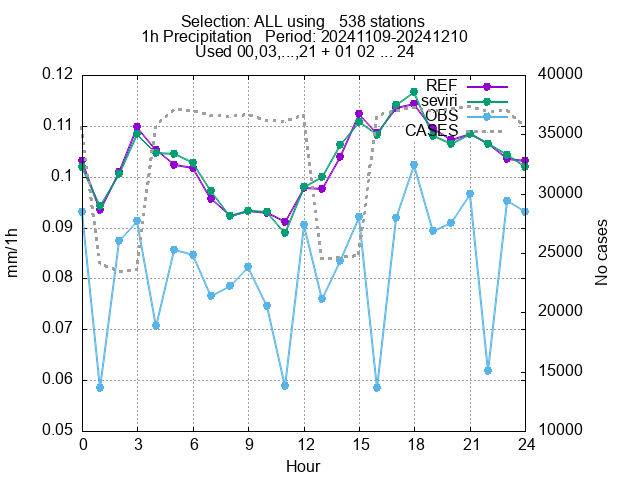 Selection: ALL using   538 stations
1h Precipitation   Period: 20241109-20241210
Used 00,03,...,21 + 01 02 ... 24
0.12
0.11
0.1
0.09
0.08
0.07
0.06
0.05
mm/1h
REF
seviri
OBS
CASES
40000
35000
30000
25000
20000
15000
10000
No cases
0 3 6 9 12 15 18 21 24
Hour